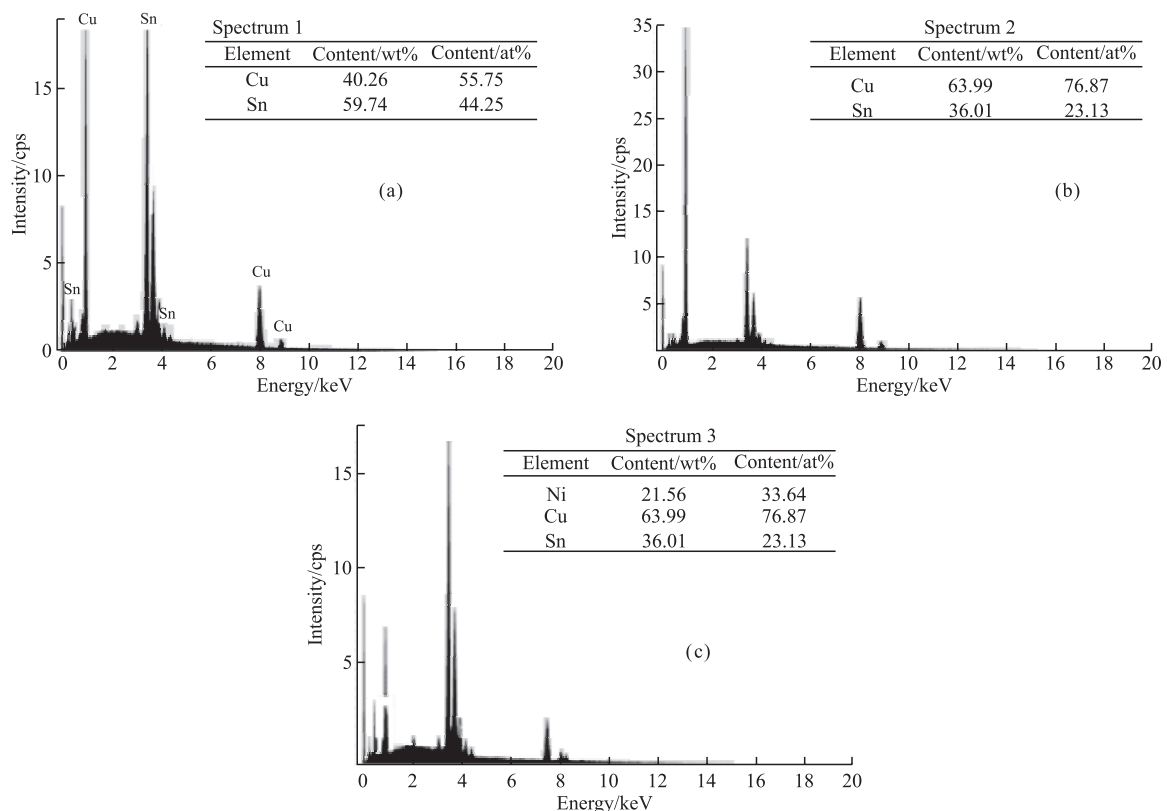 Spectrum 1
Element Content/wt% Content/at%
Cu 40.26 55.75
Sn 59.74 44.25
Cu
Sn
Sn
Sn
Cu
Cu
(a)
Intensity/cps
15
10
5
0
0 2 4 6 8 10 12 14 16 18 20
Energy/keV
Spectrum 2
Element Content/wt% Content/at%
Cu 63.99 76.87
Sn 36.01 23.13
(b)
Intensity/cps
35
30
25
20
15
10
5
0 2 4 6 8 10 12 14 16 18 20
Energy/keV
Spectrum 3
Element Content/wt% Content/at%
Ni 21.56 33.64
Cu 63.99 76.87
Sn 36.01 23.13
(c)
Intensity/cps
15
10
5
0 2 4 6 8 10 12 14 16 18 20
Energy/keV